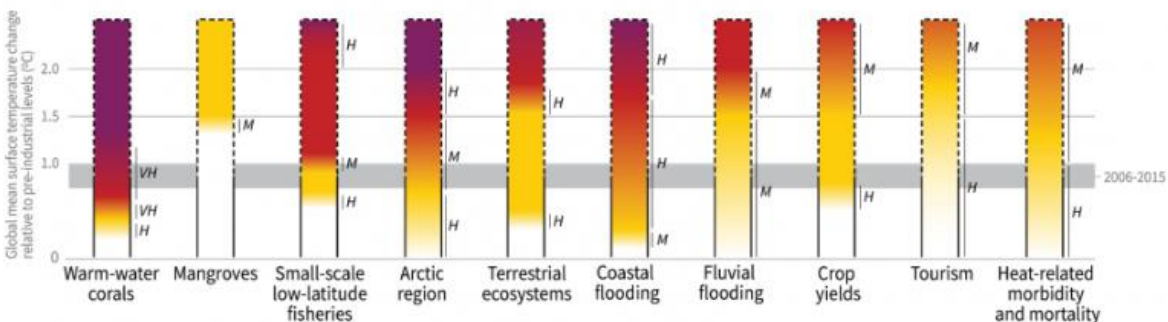 Global mean surface temperature change
relative to pre-industrial levels (°C)
2.0
1.5
1.0
0
H
H
M
H
VH
VH
H
M
H
M
H
H
M
H
H
H
H
H
M
M
M
M
H
M
H
M
H
2006-2015
Warm-water
corals
Mangroves
Small-scale
low-latitude
fisheries
Arctic
region
Terrestrial
ecosystems
Coastal
flooding
Fluvial
flooding
Crop
yields
Tourism
Heat-related
morbidity
and mortality